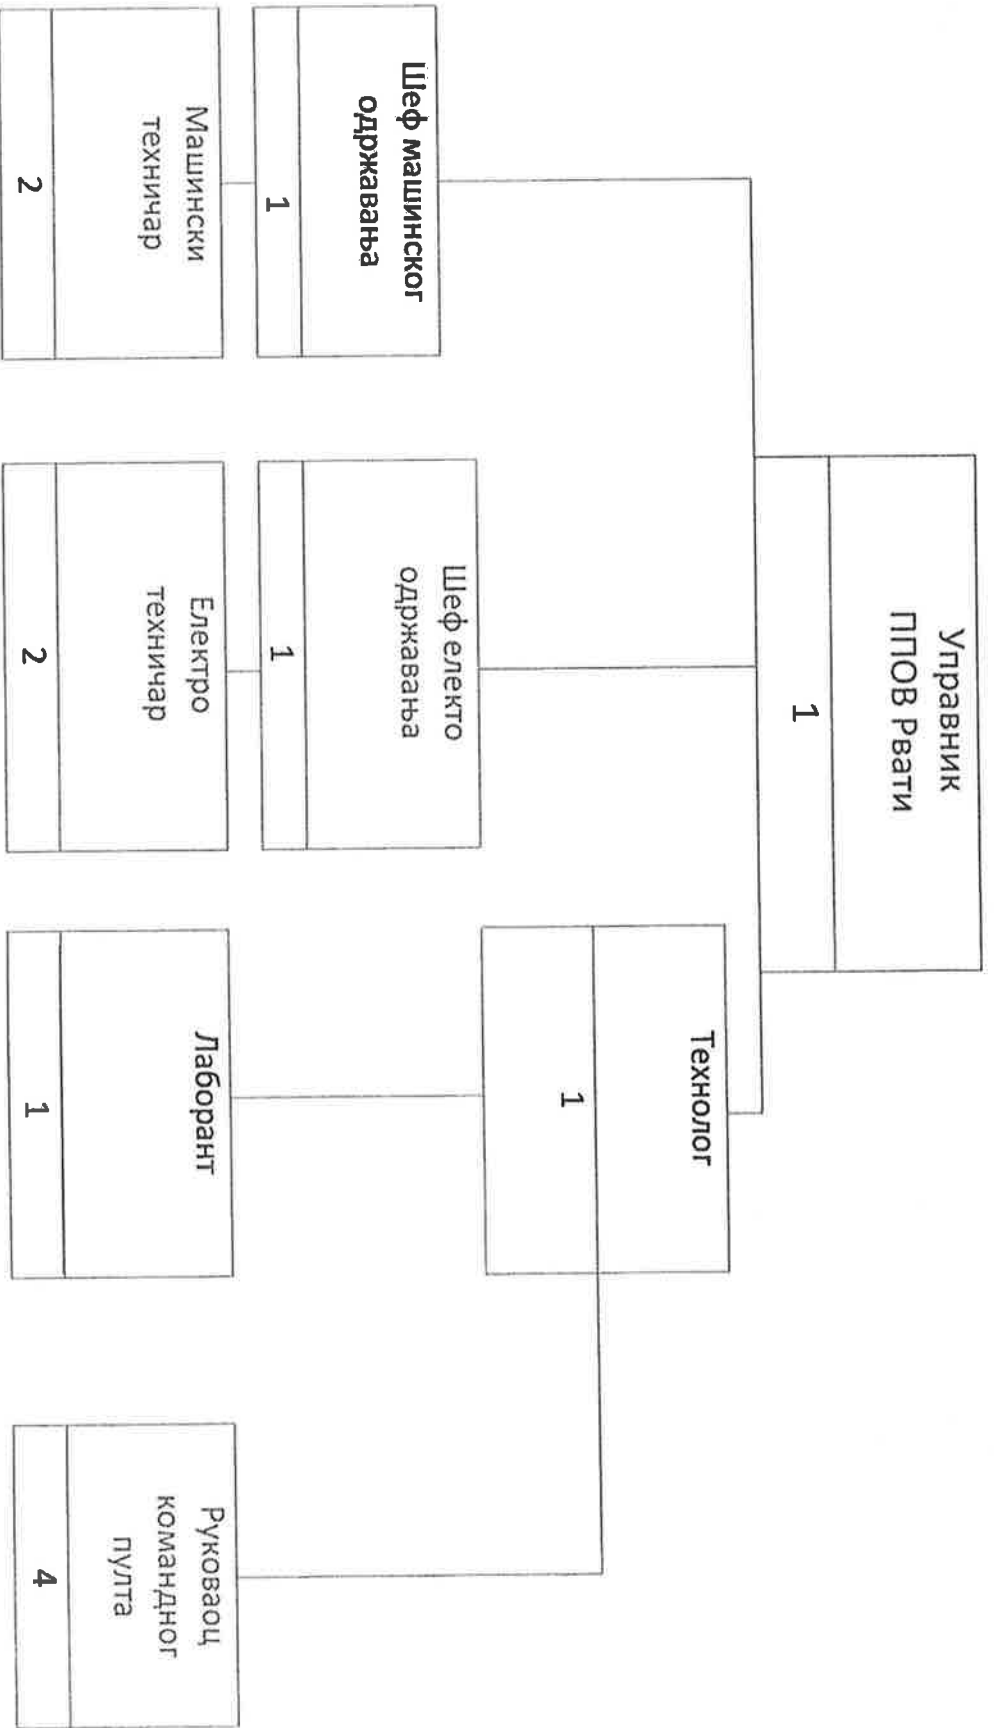 Управник
ППОВ Рвати
1
Шеф машинског
одржавања
1
Шеф електо
одржавања
1
Технолог
1
Машински
техничар
2
Електро
техничар
2
Лаборант
1
Руковаоц
командног
пулта
4